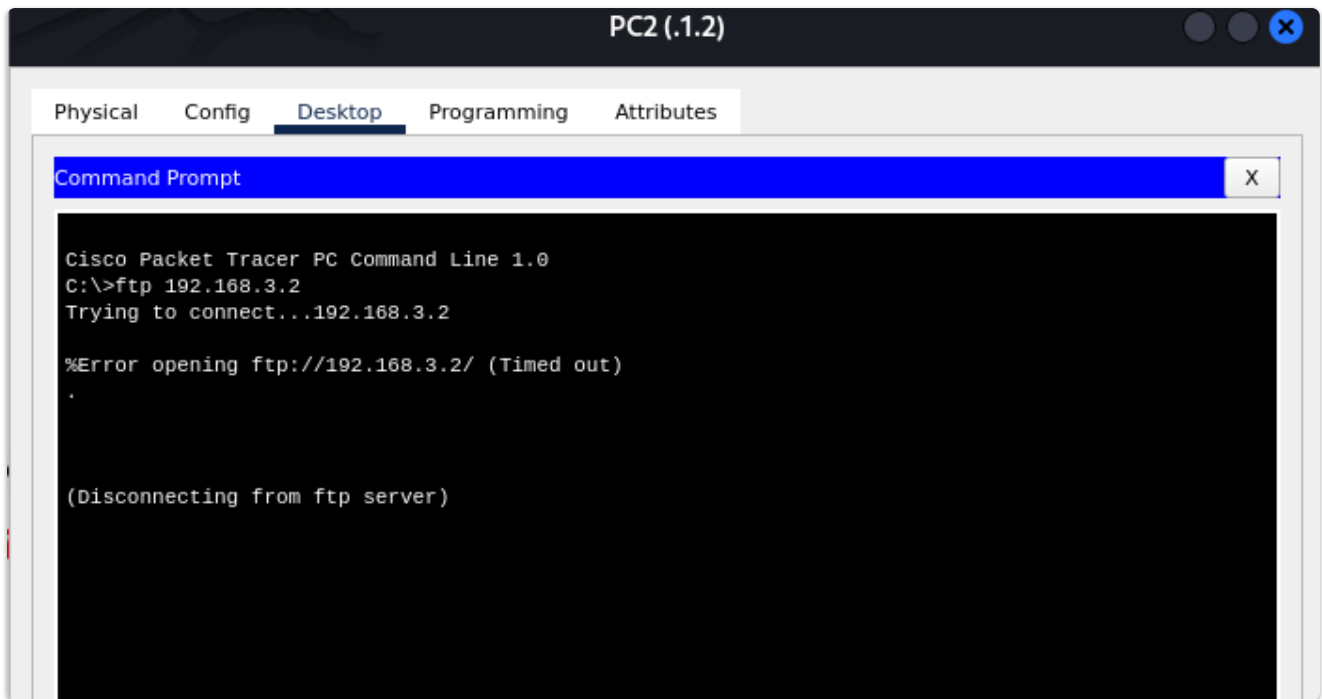 PC2 (.1.2)
Physical Config Desktop Programming Attributes
Command Prompt X
Cisco Packet Tracer PC Command Line 1.0
C:\>ftp 192.168.3.2
Trying to connect...192.168.3.2
%Error opening ftp://192.168.3.2/ (Timed out)
.
(Disconnecting from ftp server)